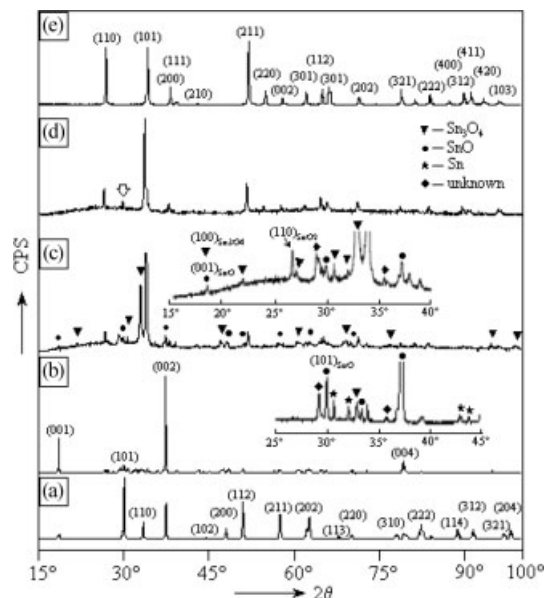 (e)
(110)
(101)
(111)
(200)
(210)
(211)
(220)
(002)
(301)
(112)
(301)
(202)
(321)
(222)
(400)
(312)
(411)
(420)
(103)
(d)
▼ — Sn₃O₄
● — SnO
★ — Sn
◆ — unknown
(c)
(100)Sn3O4
(001)SnO
(110)SnO2
15° 20° 25° 30° 35° 40°
CPS
(b)
(001)
(101)
(002)
(004)
(101)SnO
25° 30° 35° 40° 45°
(a)
(110)
(102)
(200)
(112)
(211)
(202)
(113)
(220)
(310)
(222)
(114)
(312)
(321)
(204)
15° 30° 45° 60° 75° 90° 100°
2θ